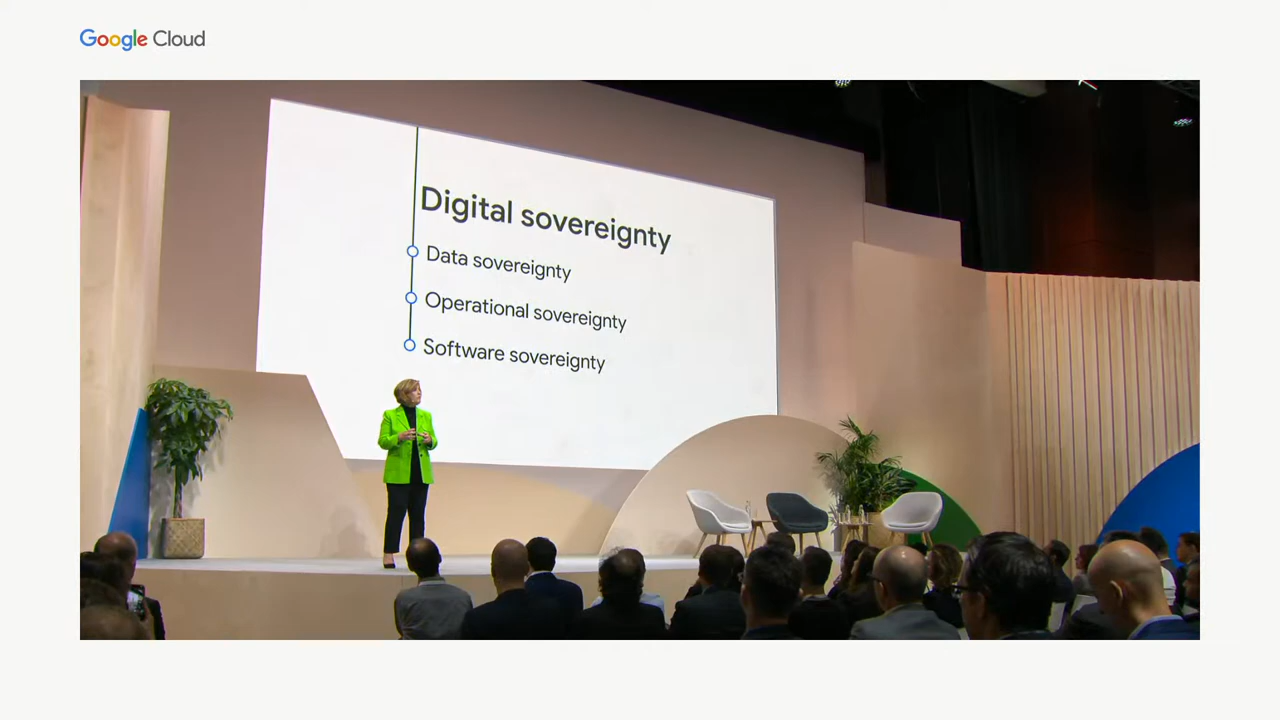 Google Cloud
Digital sovereignty
Data sovereignty
Operational sovereignty
Software sovereignty